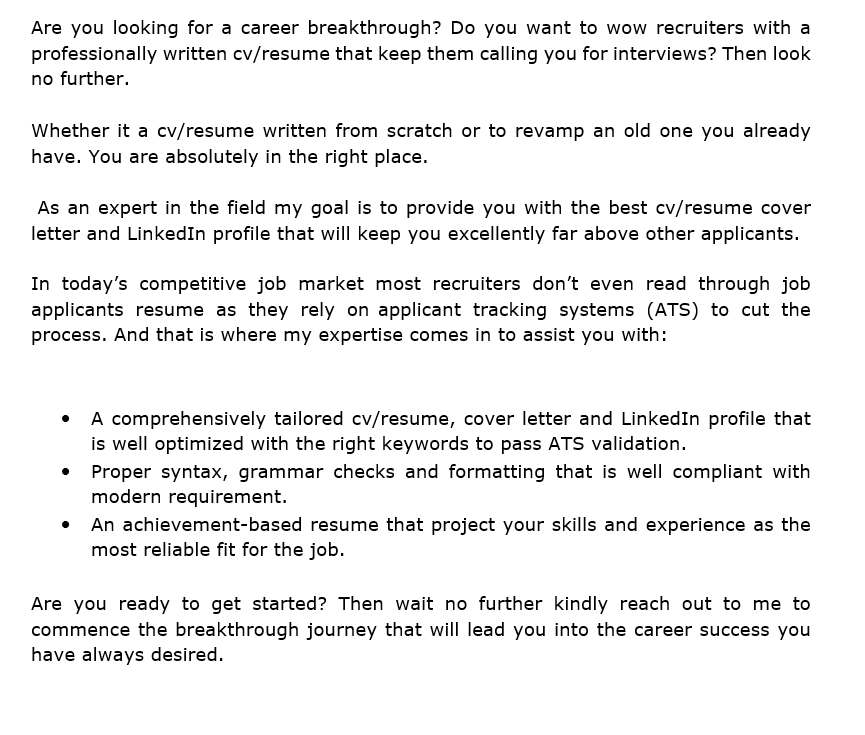 Are you looking for a career breakthrough? Do you want to wow recruiters with a
professionally written cv/resume that keep them calling you for interviews? Then look
no further.
Whether it a cv/resume written from scratch or to revamp an old one you already
have. You are absolutely in the right place.
As an expert in the field my goal is to provide you with the best cv/resume cover
letter and LinkedIn profile that will keep you excellently far above other applicants.
In today’s competitive job market most recruiters don’t even read through job
applicants resume as they rely on applicant tracking systems (ATS) to cut the
process. And that is where my expertise comes in to assist you with:
• A comprehensively tailored cv/resume, cover letter and LinkedIn profile that
is well optimized with the right keywords to pass ATS validation.
• Proper syntax, grammar checks and formatting that is well compliant with
modern requirement.
• An achievement-based resume that project your skills and experience as the
most reliable fit for the job.
Are you ready to get started? Then wait no further kindly reach out to me to
commence the breakthrough journey that will lead you into the career success you
have always desired.